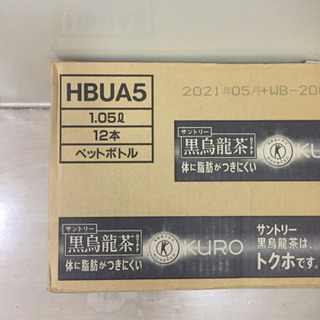 HBUA5
1.05ℓ
12本
ペットボトル
2021年05月+WB-20
サントリー
黒烏龍茶
体に脂肪がつきにくい
KURO
サントリー
黒烏龍茶
体に脂肪がつきにくい
KURO
サントリー
黒烏龍茶は、
トクホです。